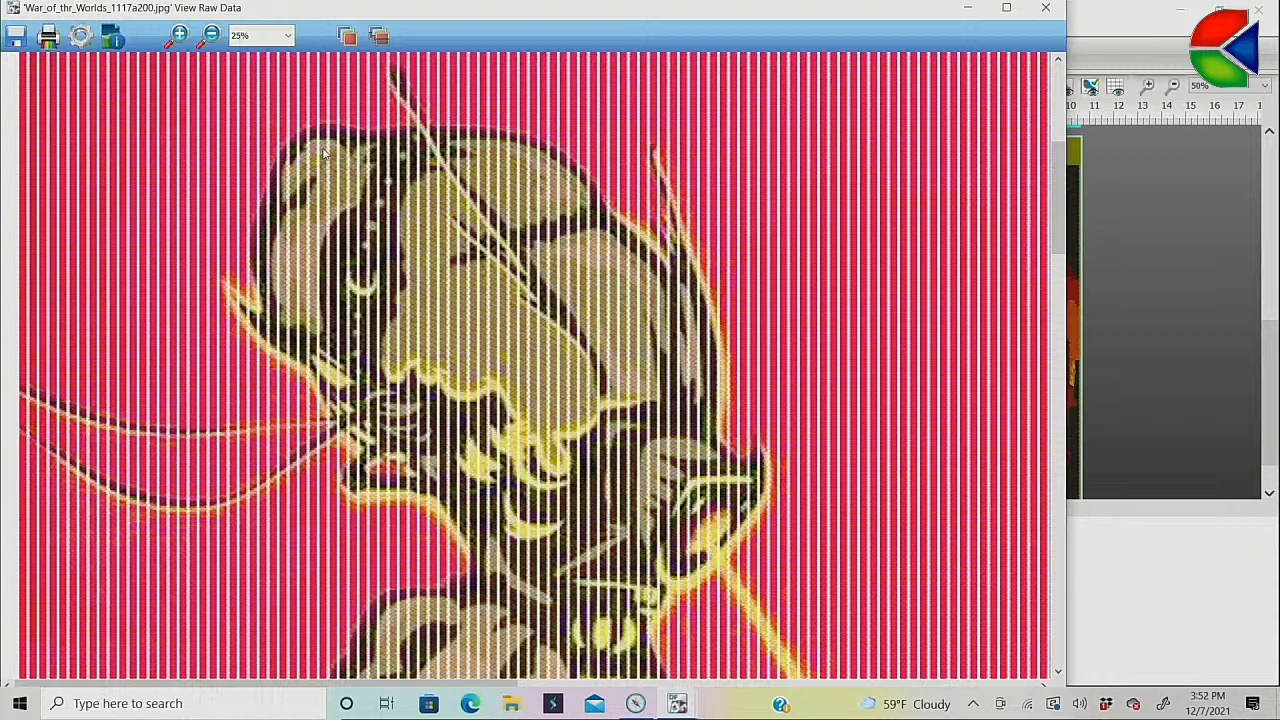 'War_of_thr_Worlds_1117a200.jpg' View Raw Data
25%
50%
10 11 12 13 14 15 16 17 1
Type here to search
59°F Cloudy
3:52 PM
12/7/2021